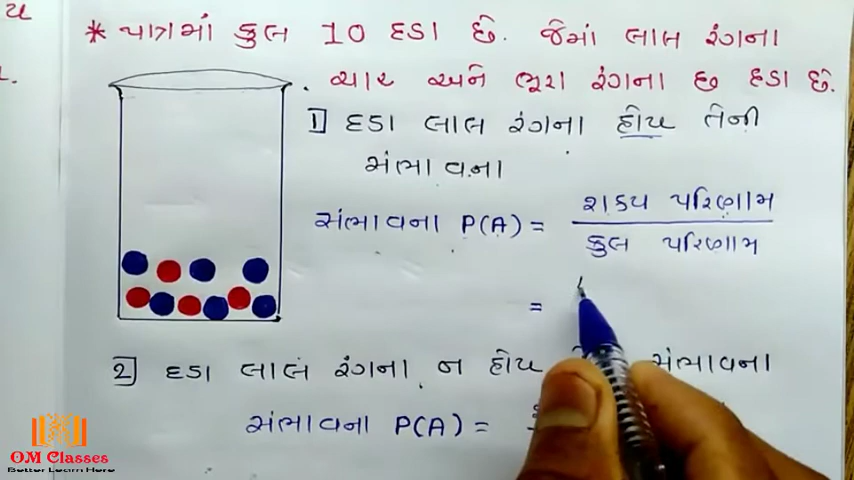 * પાત્રમાં કુલ 10 દડા છે. જેમાં લાલ રંગના
ચાર અને ભૂરા રંગના છ દડા છે.
1] દડા લાલ રંગના હોય તેની
સંભાવના
સંભાવના P(A) = શક્ય પરિણામ
કુલ પરિણામ
=
2] દડા લાલ રંગના ન હોય સંભાવના
સંભાવના P(A) =
OM Classes
Better Learn Here